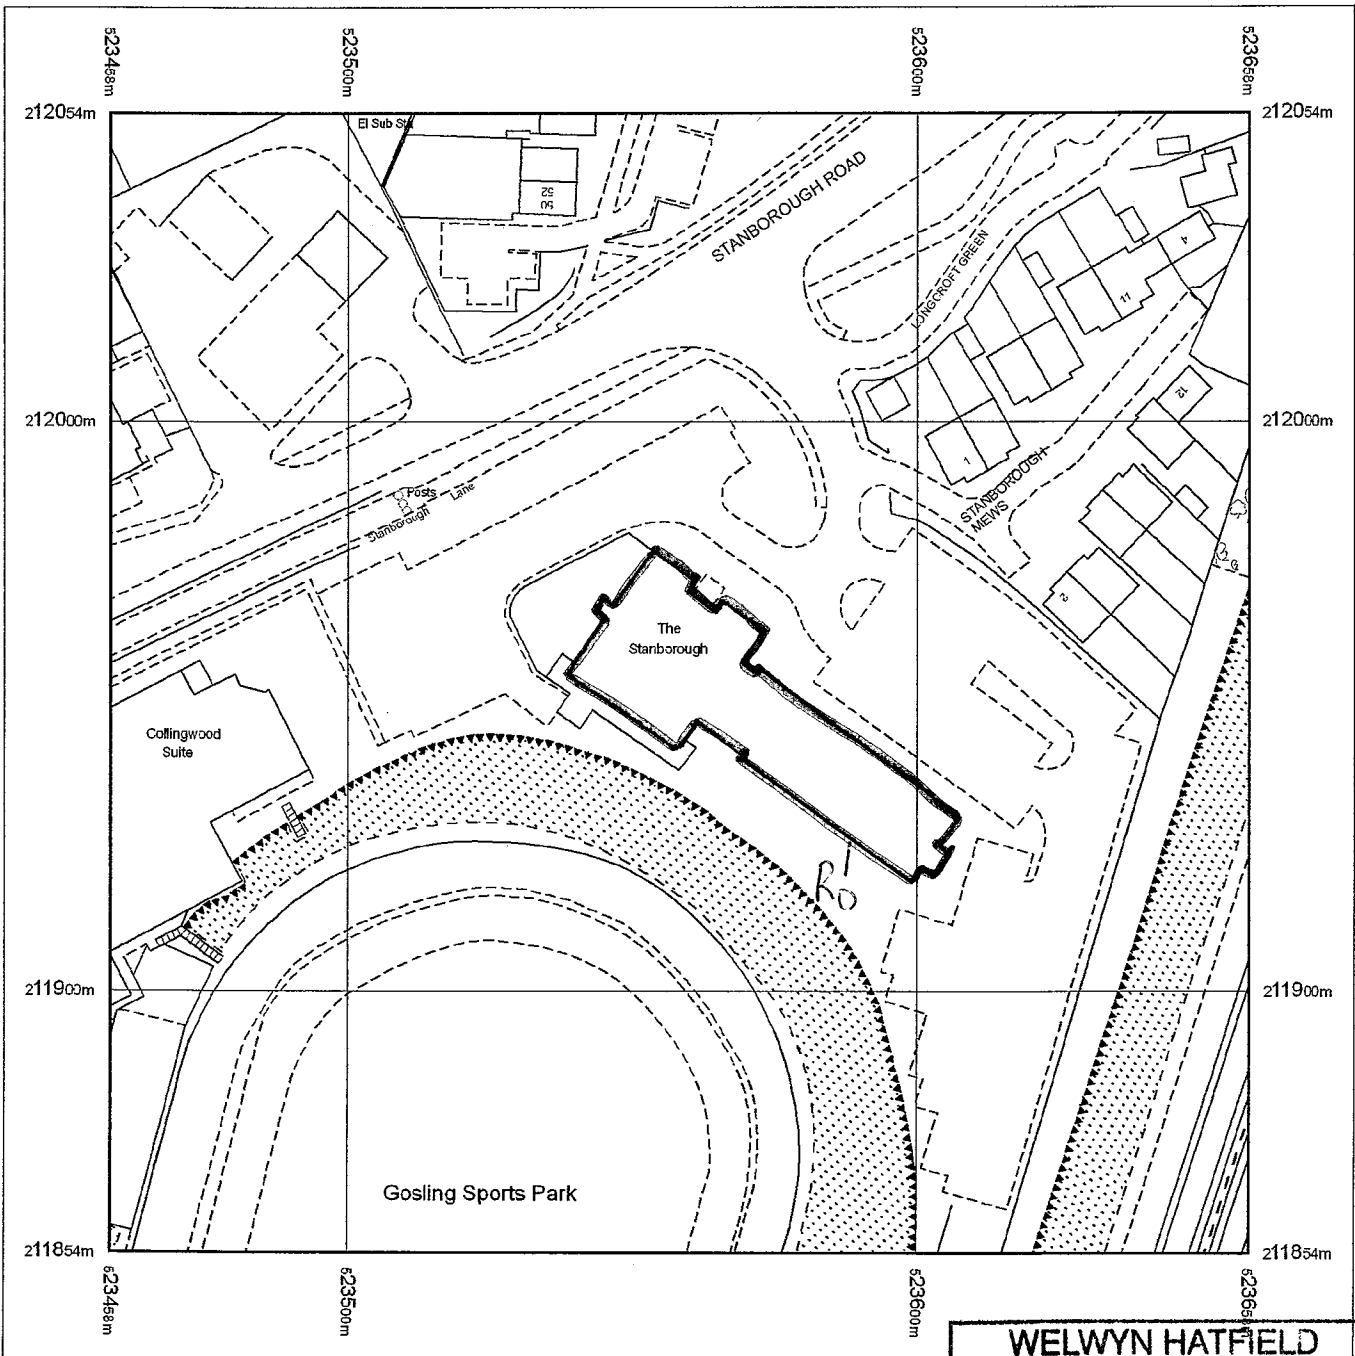 523458m
523500m
523600m
523658m
212054m
212054m
El Sub Sta
50
52
STANBOROUGH ROAD
LONGCROFT GREEN
4
11
212000m
212000m
12
1
STANBOROUGH
MEWS
Posts
Stanborough Lane
2
The
Stanborough
Collingwood
Suite
211900m
211900m
Gosling Sports Park
211854m
211854m
523458m
523500m
523600m
523658m
WELWYN HATFIELD